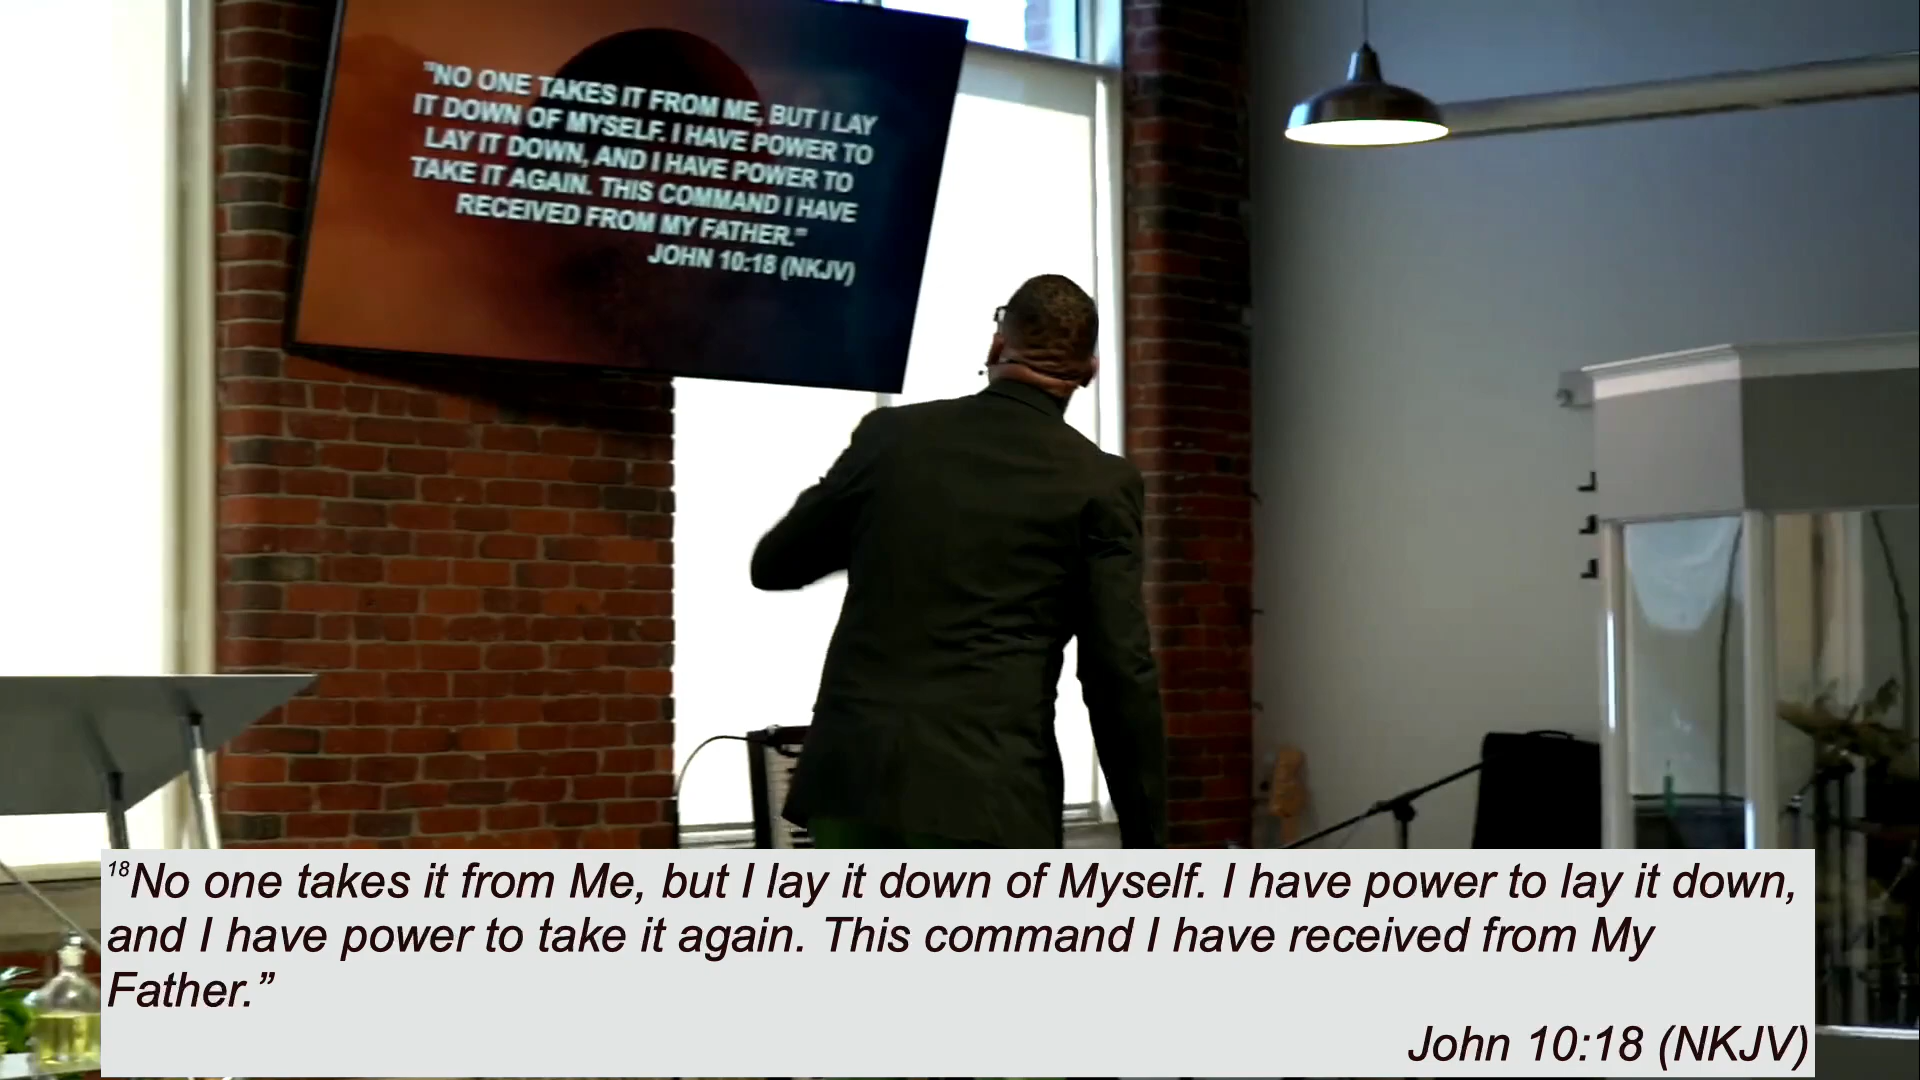 "NO ONE TAKES IT FROM ME, BUT I LAY
IT DOWN OF MYSELF. I HAVE POWER TO
LAY IT DOWN, AND I HAVE POWER TO
TAKE IT AGAIN. THIS COMMAND I HAVE
RECEIVED FROM MY FATHER."
JOHN 10:18 (NKJV)
18No one takes it from Me, but I lay it down of Myself. I have power to lay it down,
and I have power to take it again. This command I have received from My
Father.”
John 10:18 (NKJV)